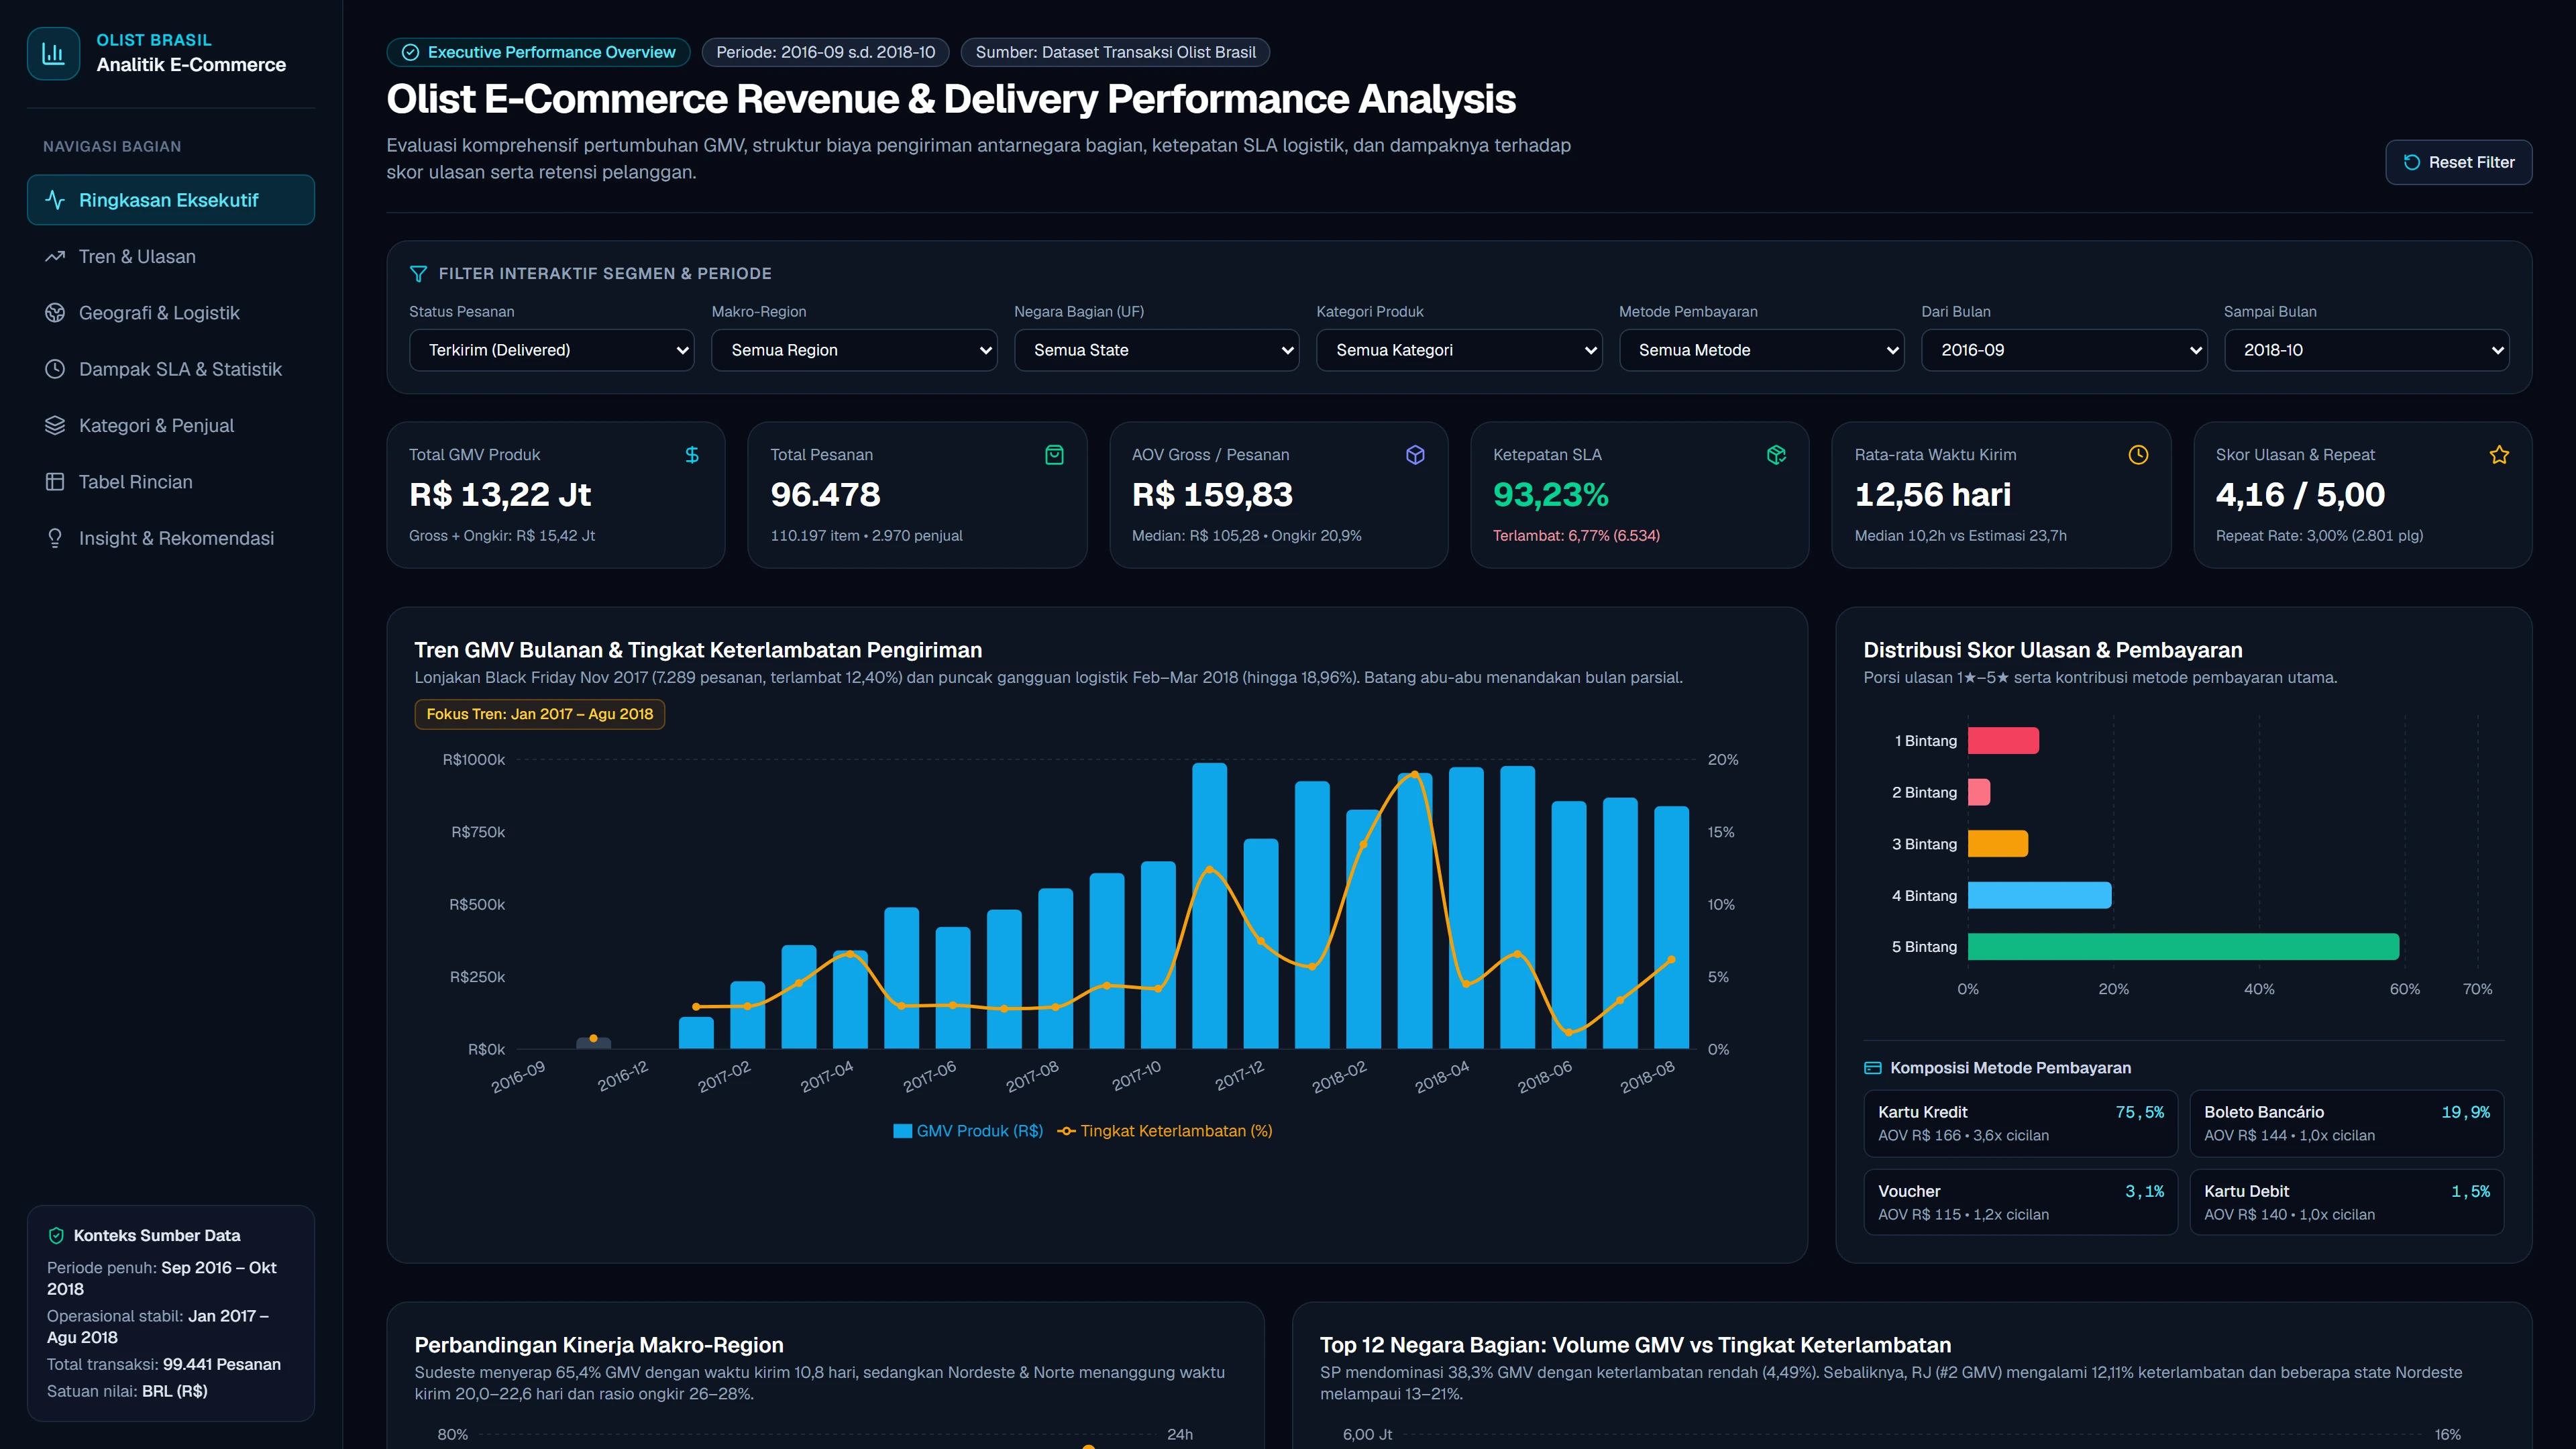 OLIST BRASIL
Analitik E-Commerce
NAVIGASI BAGIAN
Ringkasan Eksekutif
Tren & Ulasan
Geografi & Logistik
Dampak SLA & Statistik
Kategori & Penjual
Tabel Rincian
Insight & Rekomendasi
Konteks Sumber Data
Periode penuh: Sep 2016 – Okt
2018
Operasional stabil: Jan 2017 –
Agu 2018
Total transaksi: 99.441 Pesanan
Satuan nilai: BRL (R$)
Executive Performance Overview
Periode: 2016-09 s.d. 2018-10
Sumber: Dataset Transaksi Olist Brasil
Olist E-Commerce Revenue & Delivery Performance Analysis
Evaluasi komprehensif pertumbuhan GMV, struktur biaya pengiriman antarnegara bagian, ketepatan SLA logistik, dan dampaknya terhadap
skor ulasan serta retensi pelanggan.
Reset Filter
FILTER INTERAKTIF SEGMEN & PERIODE
Status Pesanan
Terkirim (Delivered)
Makro-Region
Semua Region
Negara Bagian (UF)
Semua State
Kategori Produk
Semua Kategori
Metode Pembayaran
Semua Metode
Dari Bulan
2016-09
Sampai Bulan
2018-10
Total GMV Produk
R$ 13,22 Jt
Gross + Ongkir: R$ 15,42 Jt
Total Pesanan
96.478
110.197 item • 2.970 penjual
AOV Gross / Pesanan
R$ 159,83
Median: R$ 105,28 • Ongkir 20,9%
Ketepatan SLA
93,23%
Terlambat: 6,77% (6.534)
Rata-rata Waktu Kirim
12,56 hari
Median 10,2h vs Estimasi 23,7h
Skor Ulasan & Repeat
4,16 / 5,00
Repeat Rate: 3,00% (2.801 plg)
Tren GMV Bulanan & Tingkat Keterlambatan Pengiriman
Lonjakan Black Friday Nov 2017 (7.289 pesanan, terlambat 12,40%) dan puncak gangguan logistik Feb–Mar 2018 (hingga 18,96%). Batang abu-abu menandakan bulan parsial.
Fokus Tren: Jan 2017 – Agu 2018
R$1000k
R$750k
R$500k
R$250k
R$0k
20%
15%
10%
5%
0%
2016-09
2016-12
2017-02
2017-04
2017-06
2017-08
2017-10
2017-12
2018-02
2018-04
2018-06
2018-08
GMV Produk (R$)
Tingkat Keterlambatan (%)
Distribusi Skor Ulasan & Pembayaran
Porsi ulasan 1★–5★ serta kontribusi metode pembayaran utama.
1 Bintang
2 Bintang
3 Bintang
4 Bintang
5 Bintang
0%
20%
40%
60%
70%
Komposisi Metode Pembayaran
Kartu Kredit 75,5%
AOV R$ 166 • 3,6x cicilan
Boleto Bancário 19,9%
AOV R$ 144 • 1,0x cicilan
Voucher 3,1%
AOV R$ 115 • 1,2x cicilan
Kartu Debit 1,5%
AOV R$ 140 • 1,0x cicilan
Perbandingan Kinerja Makro-Region
Sudeste menyerap 65,4% GMV dengan waktu kirim 10,8 hari, sedangkan Nordeste & Norte menanggung waktu
kirim 20,0–22,6 hari dan rasio ongkir 26–28%.
80%
24h
Top 12 Negara Bagian: Volume GMV vs Tingkat Keterlambatan
SP mendominasi 38,3% GMV dengan keterlambatan rendah (4,49%). Sebaliknya, RJ (#2 GMV) mengalami 12,11% keterlambatan dan beberapa state Nordeste
melampaui 13–21%.
6,00 Jt
16%